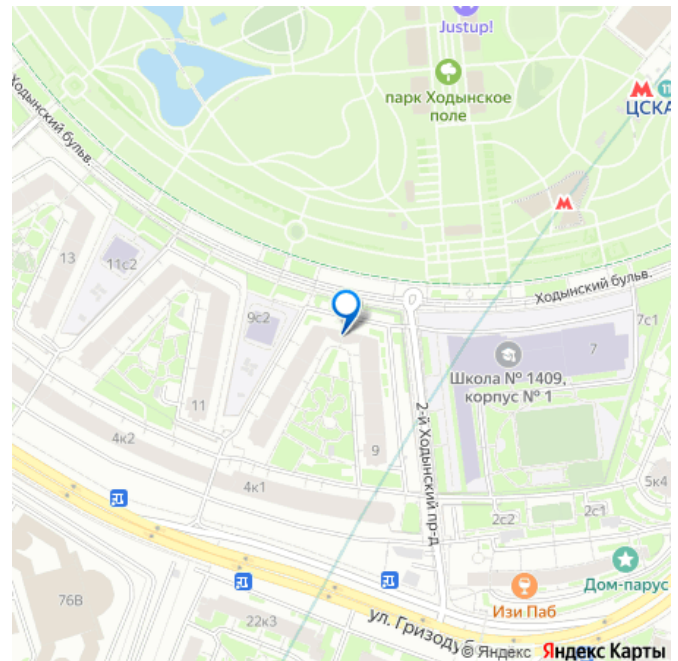 Justup!
парк Ходынское
поле
М 11
ЦСКА
М
Ходынский бульв.
13
11с2
9с2
Ходынский бульв.
7с1
7
Школа № 1409,
корпус № 1
11
2-й Ходынский пр-д
9
4к2
4к1
5к4
2с2
2с1
Дом-парус
Изи Паб
76В
22к3
ул. Гризодуб
© Яндекс Яндекс Карты